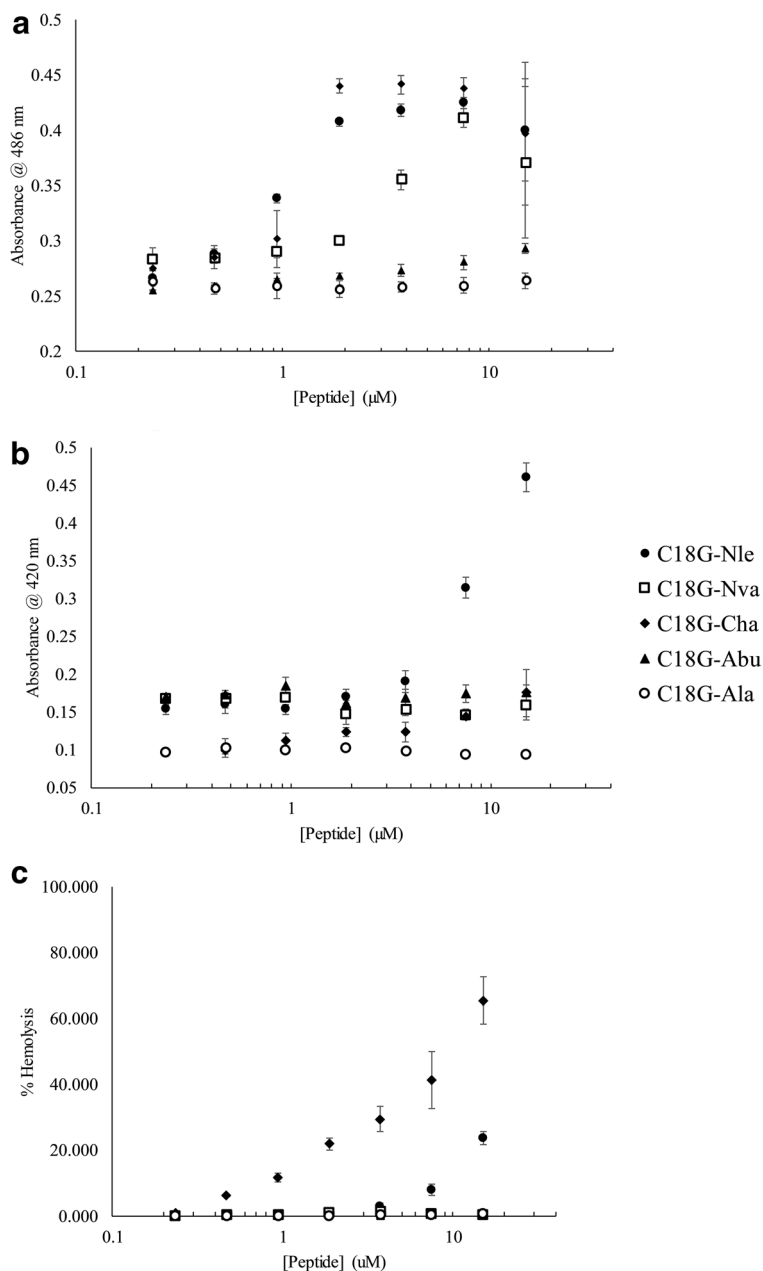 a
0.5
0.45
0.4
0.35
0.3
0.25
0.2
Absorbance @ 486 nm
0.1
1
10
[Peptide] (µM)
b
0.5
0.45
0.4
0.35
0.3
0.25
0.2
0.15
0.1
0.05
Absorbance @ 420 nm
0.1
1
10
[Peptide] (µM)
C18G-Nle
C18G-Nva
C18G-Cha
C18G-Abu
C18G-Ala
c
100.000
80.000
60.000
40.000
20.000
0.000
% Hemolysis
0.1
1
10
[Peptide] (uM)